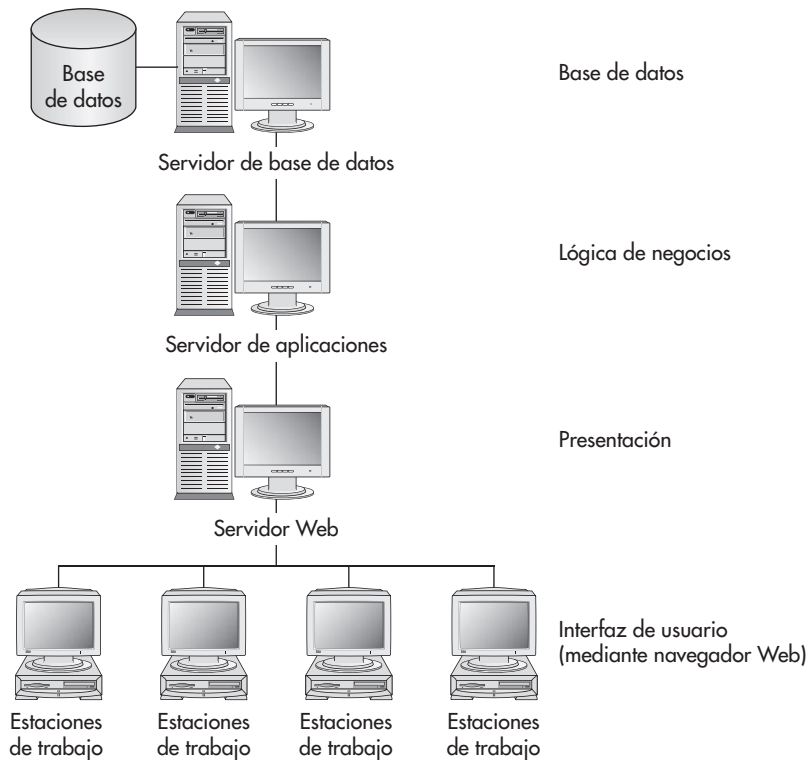 Base
de datos
Base de datos
Servidor de base de datos
Lógica de negocios
Servidor de aplicaciones
Presentación
Servidor Web
Interfaz de usuario
(mediante navegador Web)
Estaciones
de trabajo
Estaciones
de trabajo
Estaciones
de trabajo
Estaciones
de trabajo